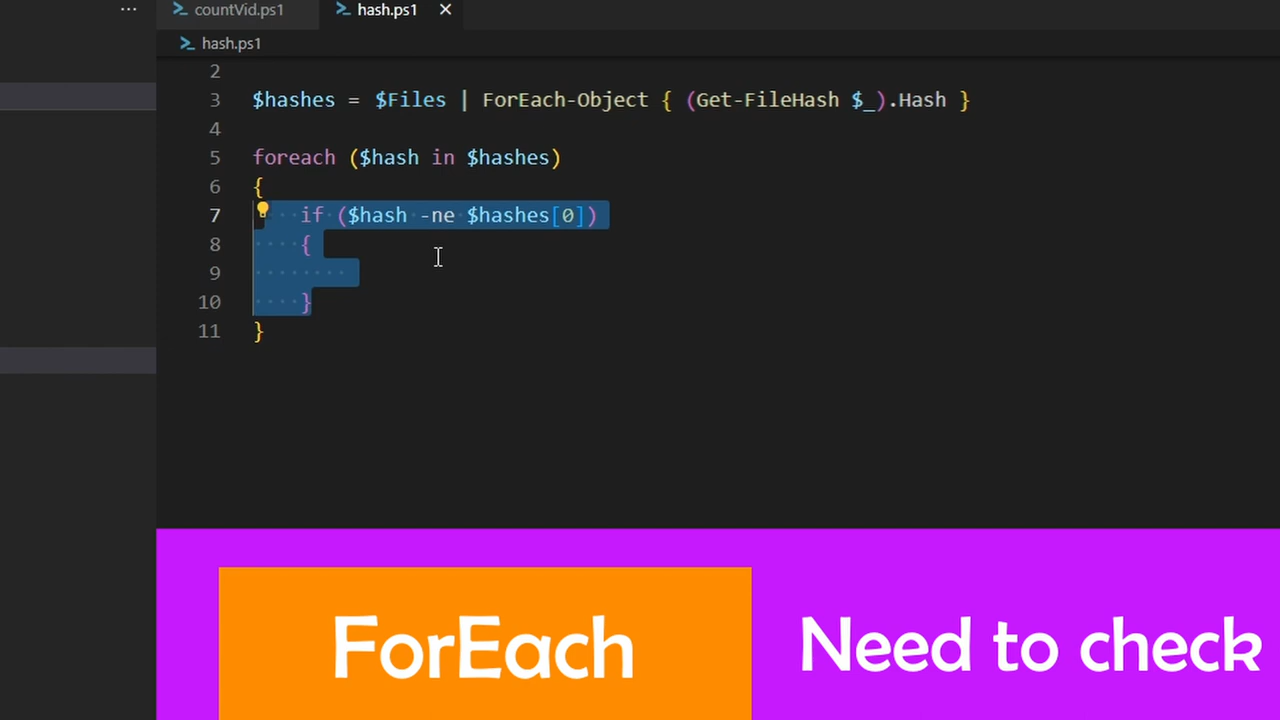 countVid.ps1 hash.ps1
hash.ps1
2
3 $hashes = $Files | ForEach-Object { (Get-FileHash $_).Hash }
4
5 foreach ($hash in $hashes)
6 {
7 if ($hash -ne $hashes[0])
8 {
9
10 }
11 }
ForEach Need to check